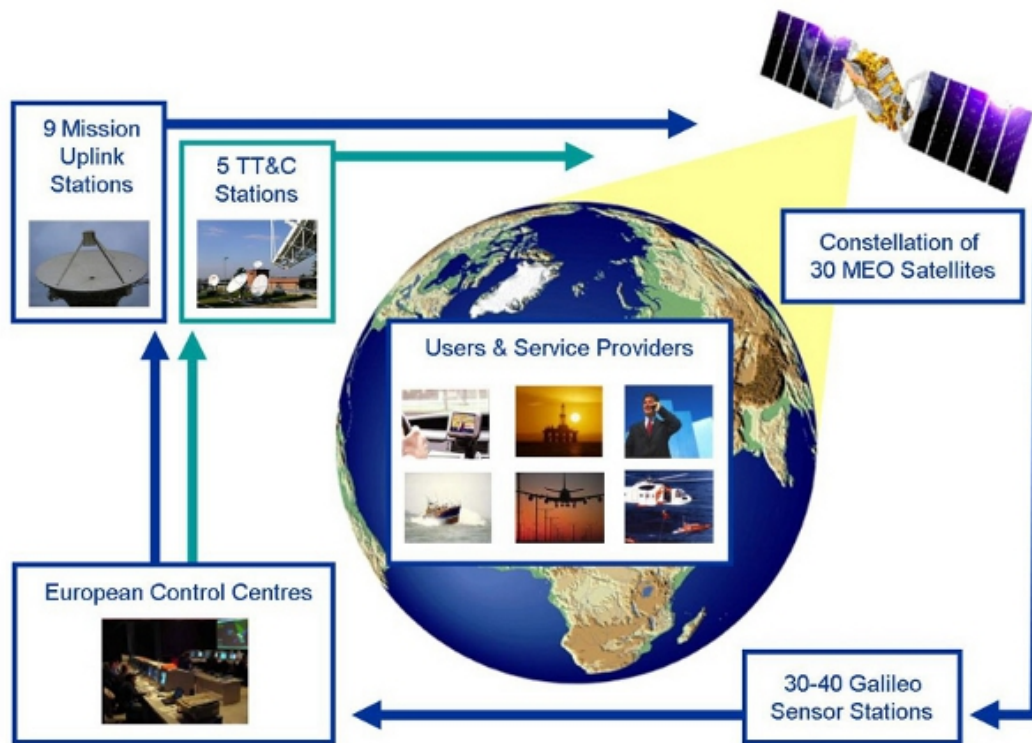 9 Mission
Uplink
Stations
5 TT&C
Stations
Constellation of
30 MEO Satellites
Users & Service Providers
European Control Centres
30-40 Galileo
Sensor Stations